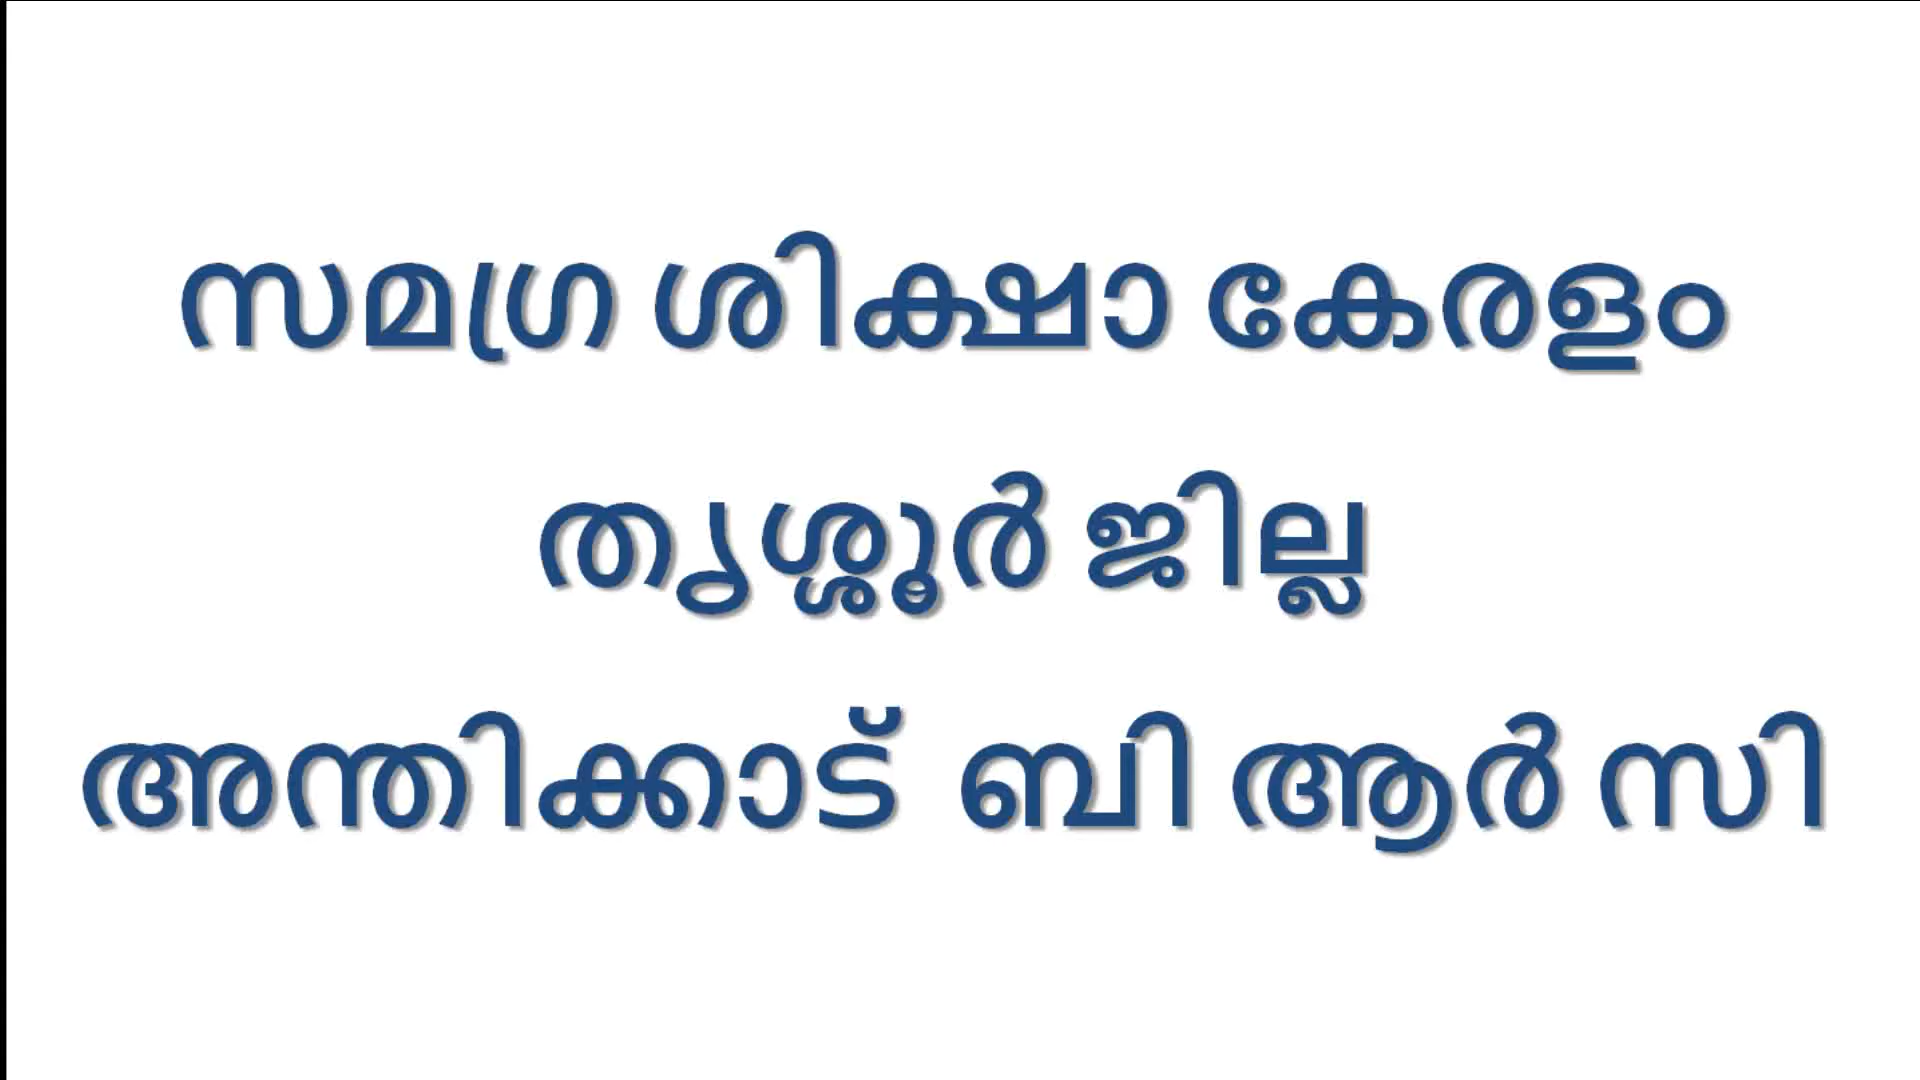 സമഗ്ര ശിക്ഷാ കേരളം
തൃശ്ശൂർ ജില്ല
അന്തിക്കാട് ബി ആർ സി